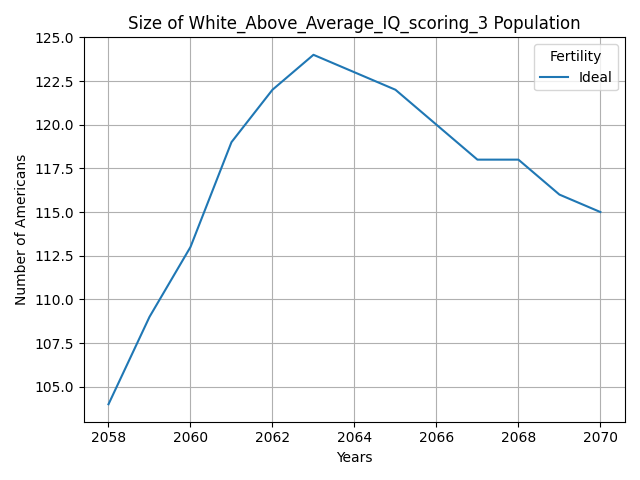 Size of White_Above_Average_IQ_scoring_3 Population
Fertility
Ideal
Number of Americans
125.0
122.5
120.0
117.5
115.0
112.5
110.0
107.5
105.0
2058 2060 2062 2064 2066 2068 2070
Years